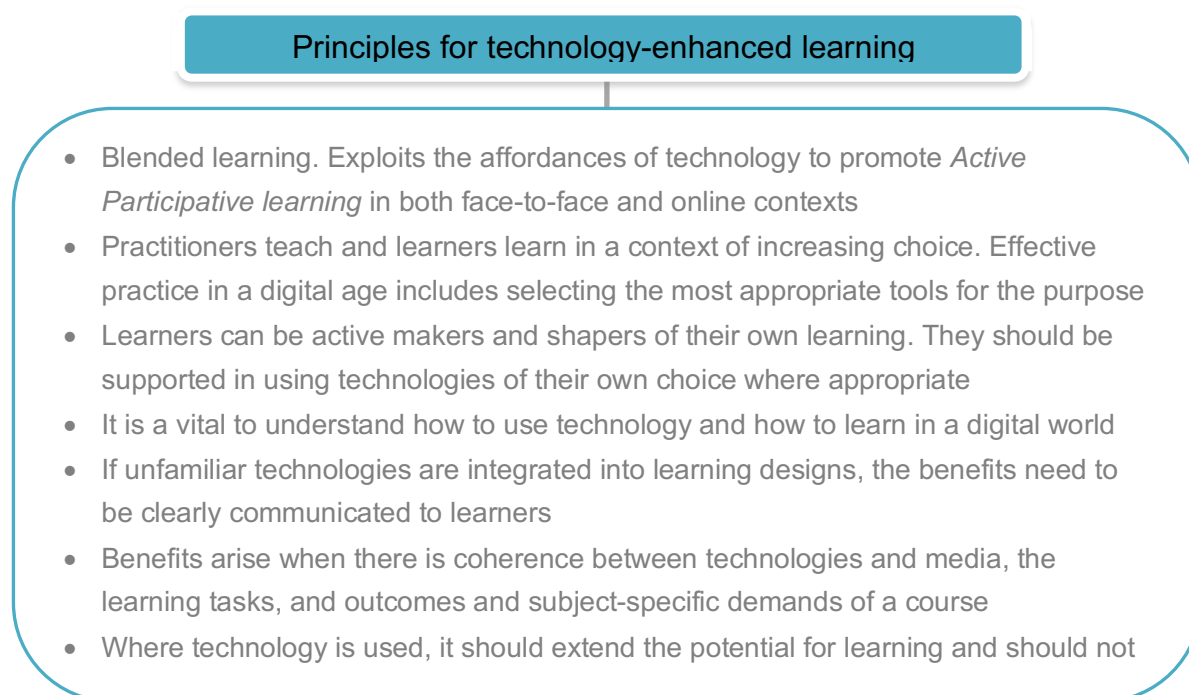 Principles for technology-enhanced learning
• Blended learning. Exploits the affordances of technology to promote Active
Participative learning in both face-to-face and online contexts
• Practitioners teach and learners learn in a context of increasing choice. Effective
practice in a digital age includes selecting the most appropriate tools for the purpose
• Learners can be active makers and shapers of their own learning. They should be
supported in using technologies of their own choice where appropriate
• It is a vital to understand how to use technology and how to learn in a digital world
• If unfamiliar technologies are integrated into learning designs, the benefits need to
be clearly communicated to learners
• Benefits arise when there is coherence between technologies and media, the
learning tasks, and outcomes and subject-specific demands of a course
• Where technology is used, it should extend the potential for learning and should not